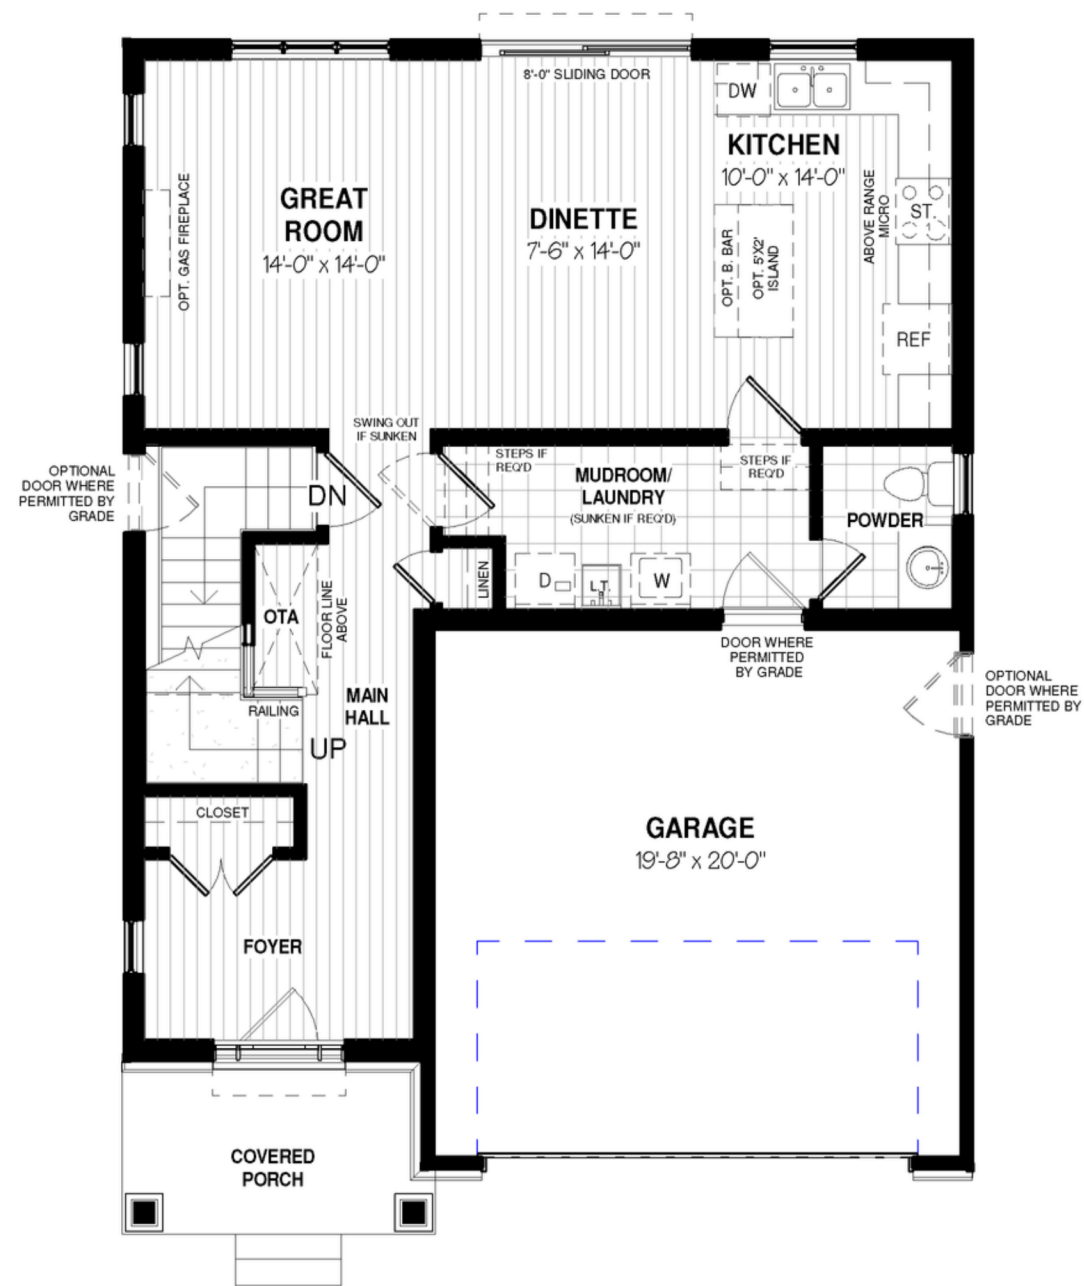 8'-0" SLIDING DOOR
DW
KITCHEN
10'-0" x 14'-0"
GREAT
ROOM
14'-0" x 14'-0"
OPT. GAS FIREPLACE
DINETTE
7'-6" x 14'-0"
ABOVE RANGE
MICRO
ST.
OPT. B. BAR
OPT. 5'X2'
ISLAND
REF
SWING OUT
IF SUNKEN
OPTIONAL
DOOR WHERE
PERMITTED BY
GRADE
DN
STEPS IF
REQ'D
MUDROOM/
LAUNDRY
(SUNKEN IF REQ'D)
STEPS IF
REQ'D
POWDER
LINEN
D
L.T.
W
OTA
FLOOR LINE
ABOVE
DOOR WHERE
PERMITTED
BY GRADE
OPTIONAL
DOOR WHERE
PERMITTED BY
GRADE
MAIN
HALL
RAILING
UP
CLOSET
GARAGE
19'-8" x 20'-0"
FOYER
COVERED
PORCH